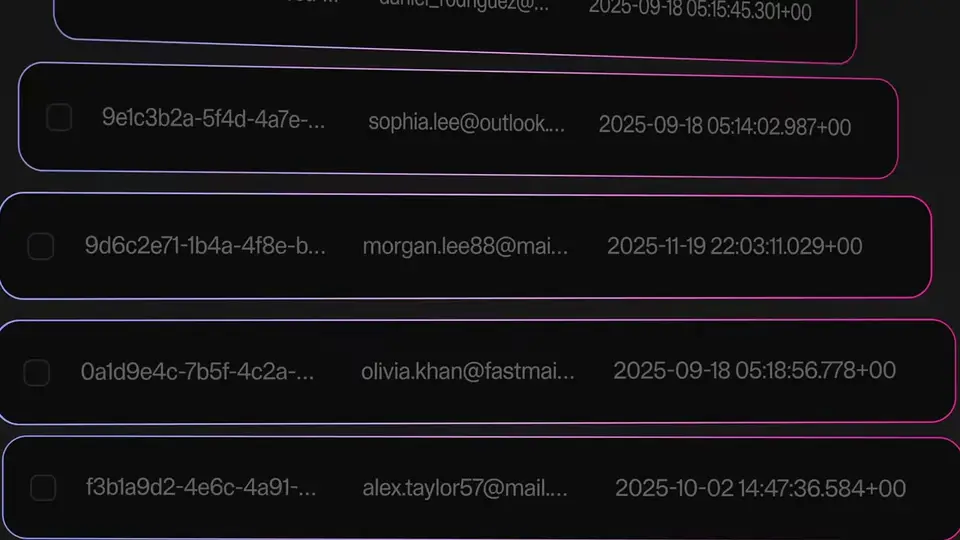 daniel_rodriguez@... 2025-09-18 05:15:45.301+00
9e1c3b2a-5f4d-4a7e-... sophia.lee@outlook.... 2025-09-18 05:14:02.987+00
9d6c2e71-1b4a-4f8e-b... morgan.lee88@mai... 2025-11-19 22:03:11.029+00
0a1d9e4c-7b5f-4c2a-... olivia.khan@fastmai... 2025-09-18 05:18:56.778+00
f3b1a9d2-4e6c-4a91-... alex.taylor57@mail.... 2025-10-02 14:47:36.584+00